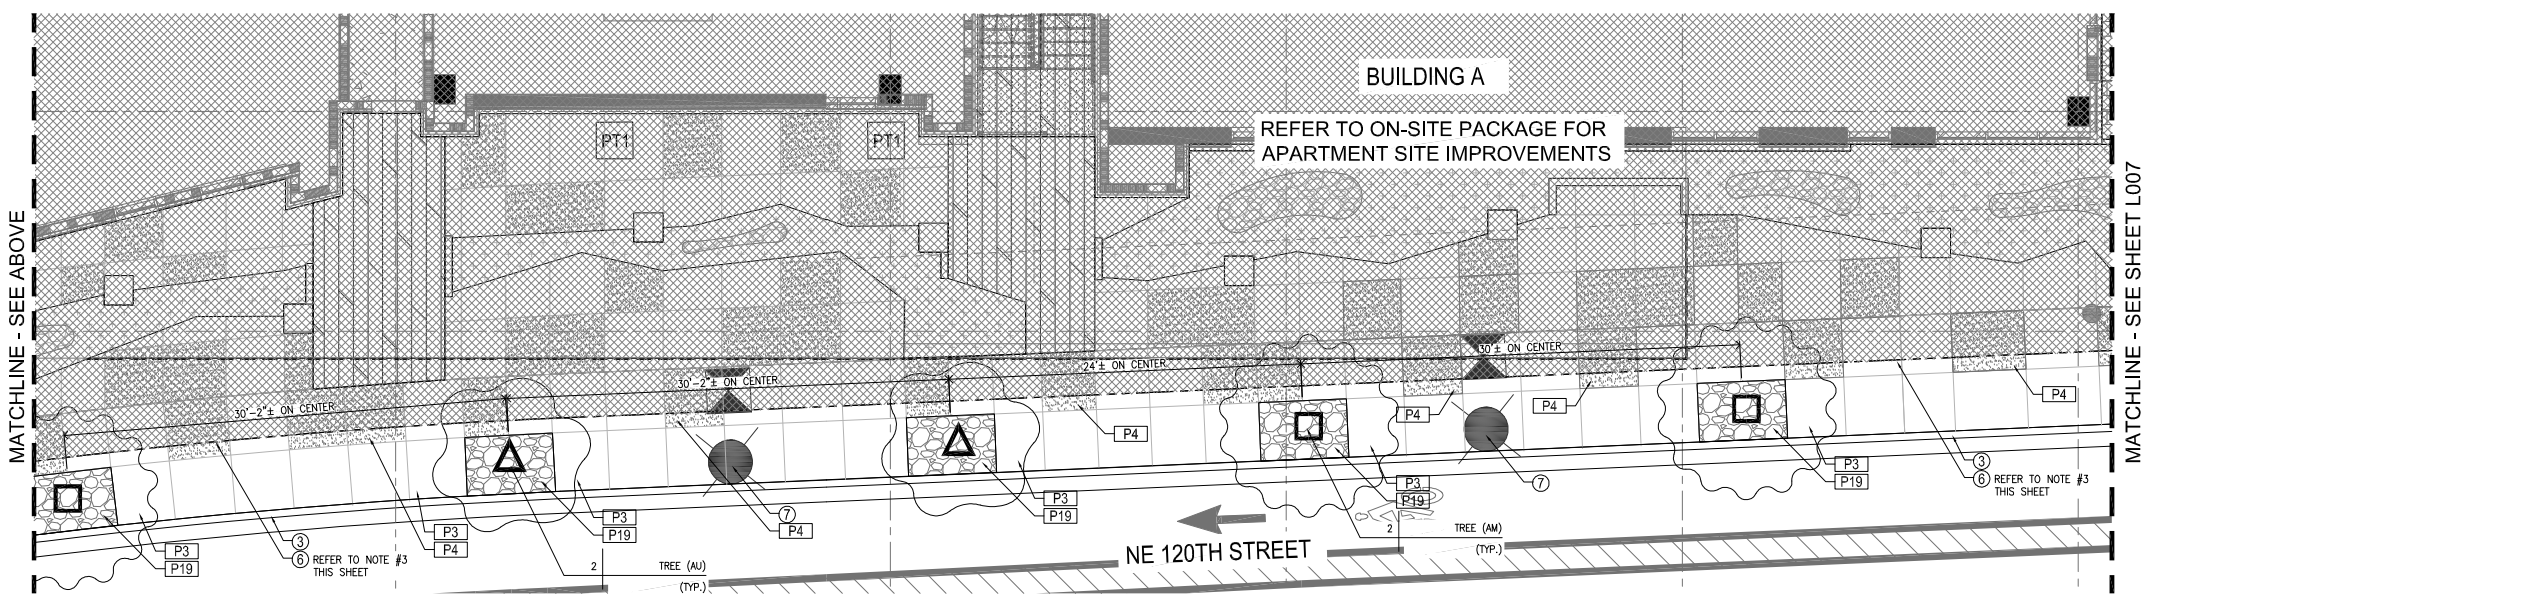 BUILDING A
REFER TO ON-SITE PACKAGE FOR
APARTMENT SITE IMPROVEMENTS
PT1
PT1
MATCHLINE - SEE ABOVE
MATCHLINE - SEE SHEET L007
30'-2"± ON CENTER
30'-2"± ON CENTER
24'± ON CENTER
30'± ON CENTER
P4
P4
P4
P4
P3
P19
3
6 REFER TO NOTE #3
THIS SHEET
P3
P4
P3
P19
7
P4
P3
P19
P3
P19
7
P3
P19
3
6 REFER TO NOTE #3
THIS SHEET
2 TREE (AU)
(TYP.)
2 TREE (AM)
(TYP.)
NE 120TH STREET